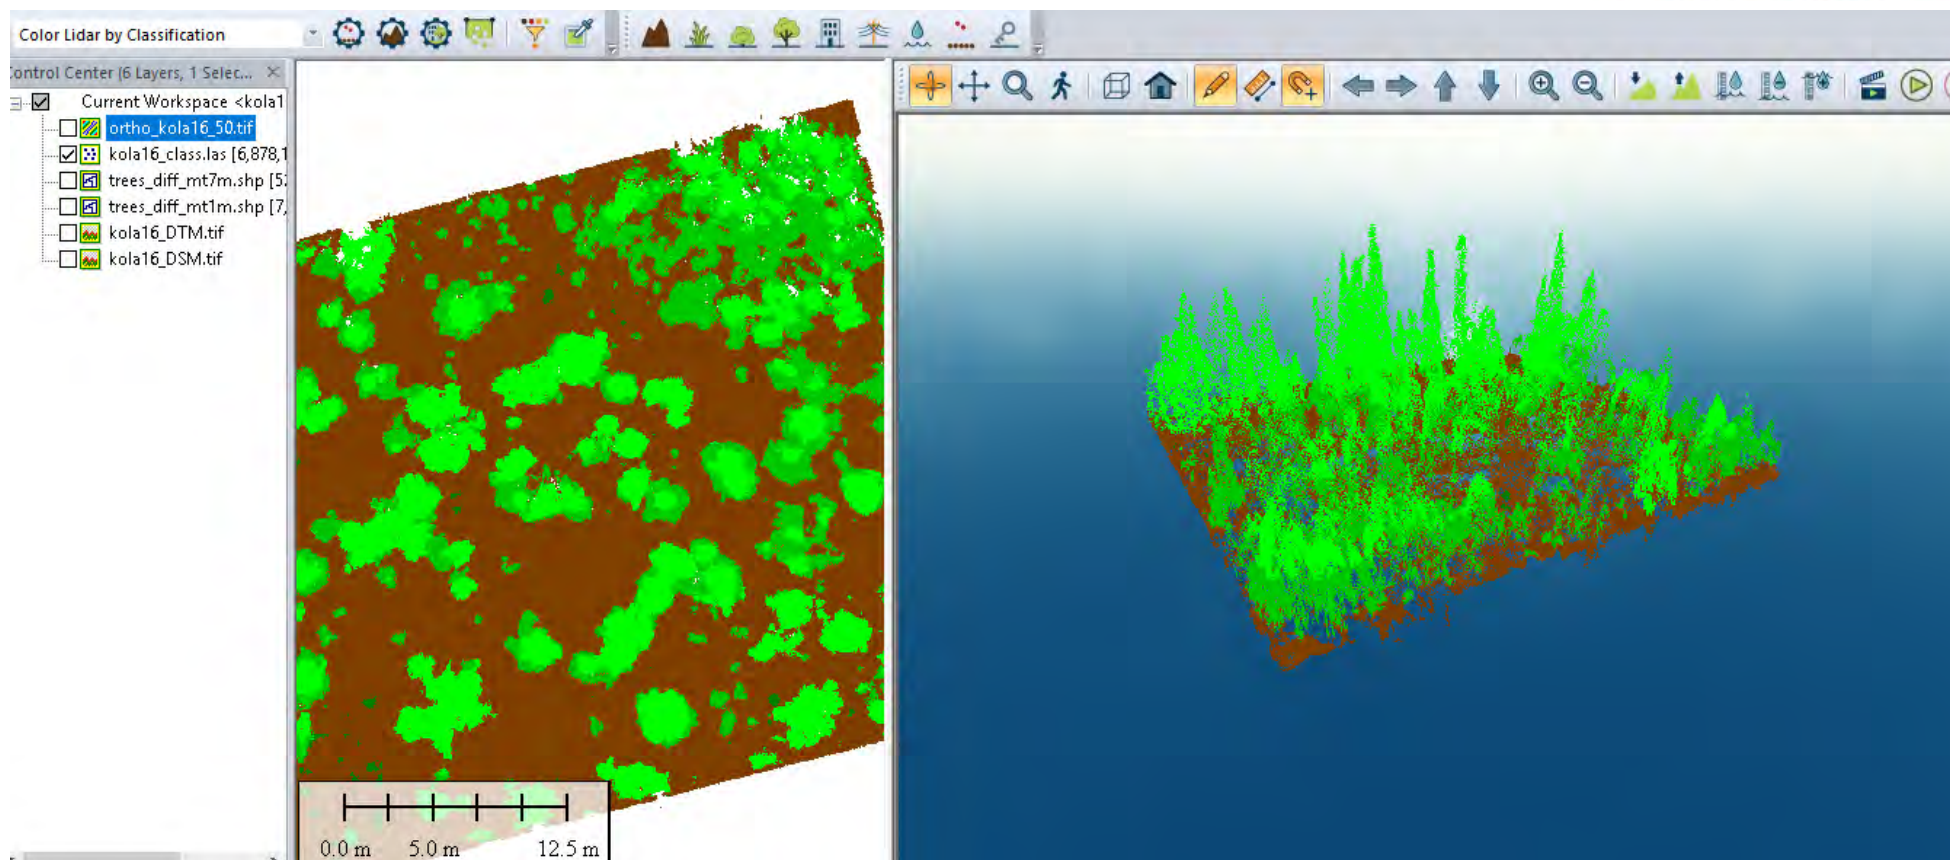 Color Lidar by Classification
Control Center (6 Layers, 1 Selec...
Current Workspace <kola1
ortho_kola16_50.tif
kola16_class.las [6,878,1
trees_diff_mt7m.shp [5
trees_diff_mt1m.shp [7,
kola16_DTM.tif
kola16_DSM.tif
0.0 m 5.0 m 12.5 m